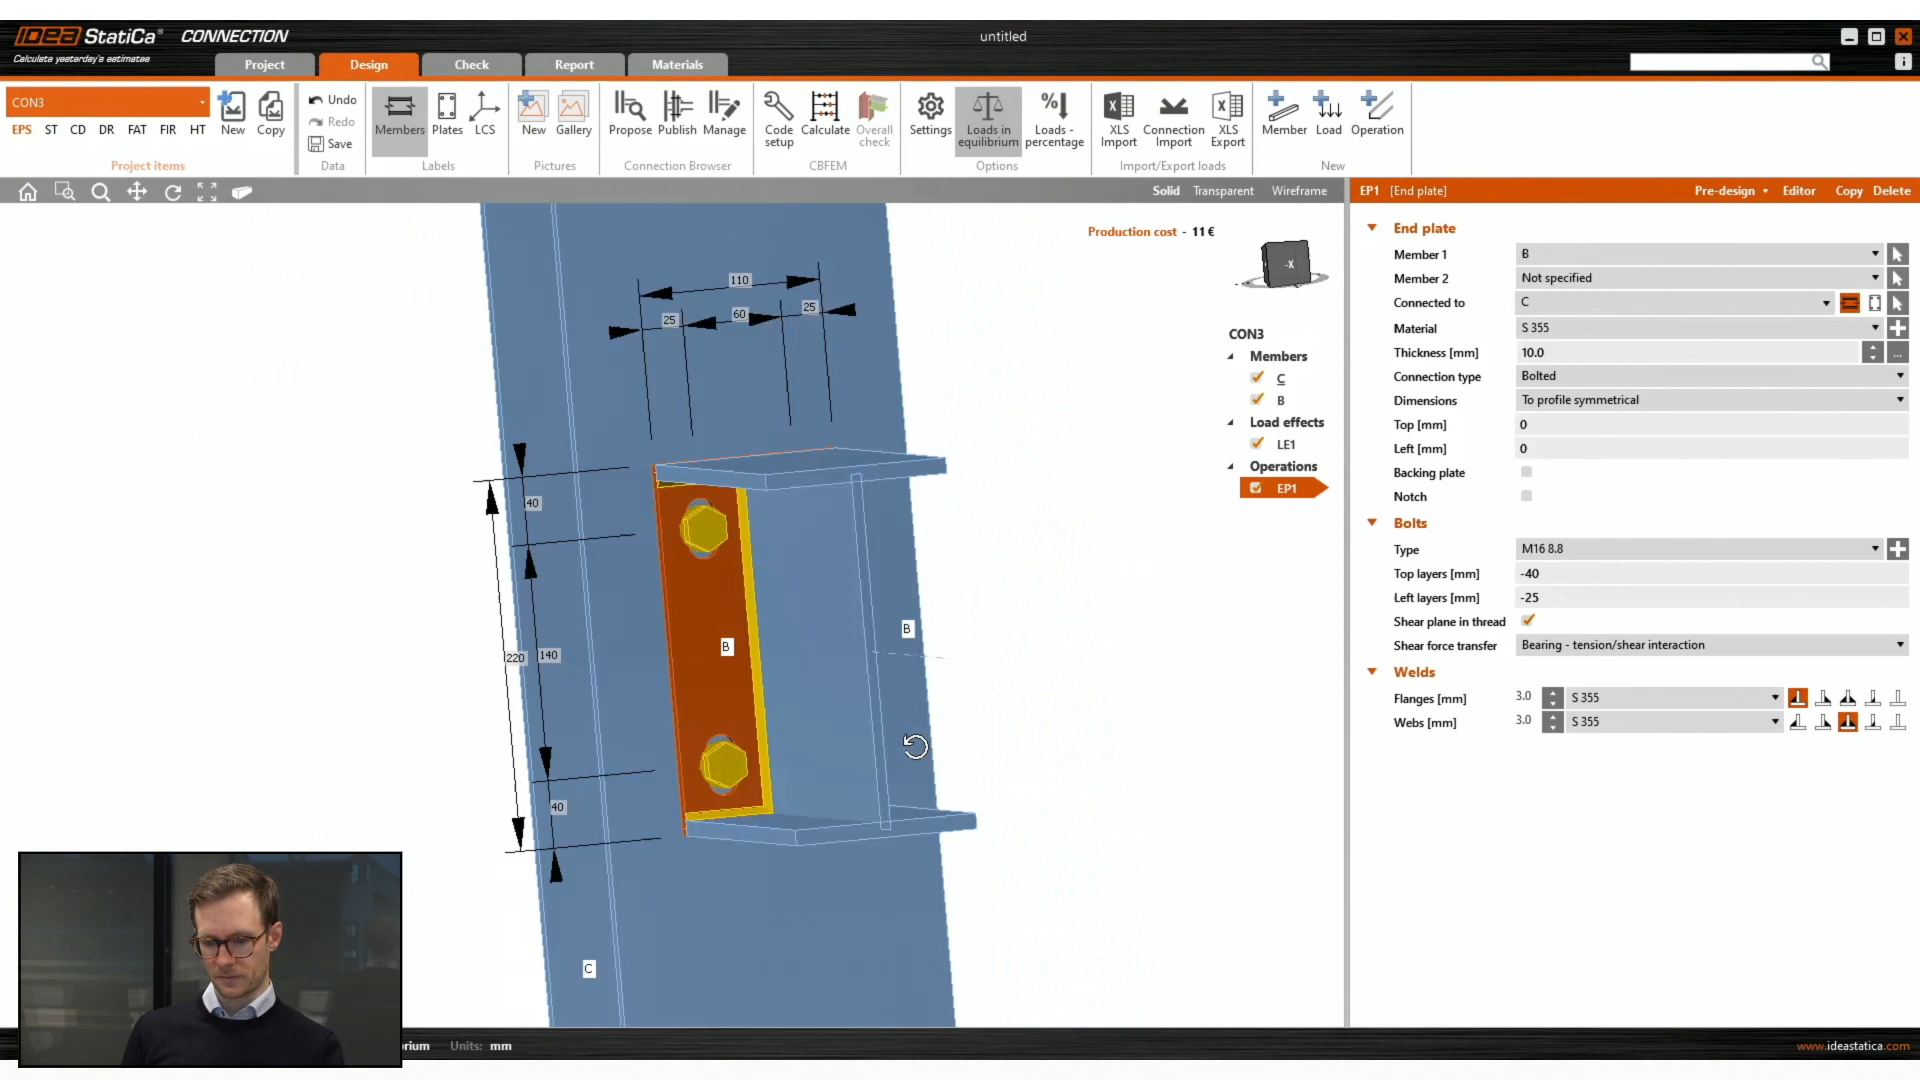 IDEA StatiCa® CONNECTION
Calculate yesterday's estimates
untitled
Project
Design
Check
Report
Materials
CON3
EPS ST CD DR FAT FIR HT
New
Copy
Project items
Undo
Redo
Save
Data
Members
Plates
LCS
Labels
New
Gallery
Pictures
Propose
Publish
Manage
Connection Browser
Code setup
Calculate
Overall check
CBFEM
Settings
Loads in equilibrium
Loads - percentage
Options
XLS Import
Connection Import
XLS Export
Import/Export loads
Member
Load
Operation
New
Solid
Transparent
Wireframe
Production cost - 11 €
-X
CON3
Members
C
B
Load effects
LE1
Operations
EP1
110
25
60
25
40
220
140
40
B
B
C
EP1 [End plate]
Pre-design
Editor
Copy
Delete
End plate
Member 1 B
Member 2 Not specified
Connected to C
Material S 355
Thickness [mm] 10.0
...
Connection type Bolted
Dimensions To profile symmetrical
Top [mm] 0
Left [mm] 0
Backing plate
Notch
Bolts
Type M16 8.8
Top layers [mm] -40
Left layers [mm] -25
Shear plane in thread
Shear force transfer Bearing - tension/shear interaction
Welds
Flanges [mm] 3.0 S 355
Webs [mm] 3.0 S 355
rium Units: mm
www.ideastatica.com